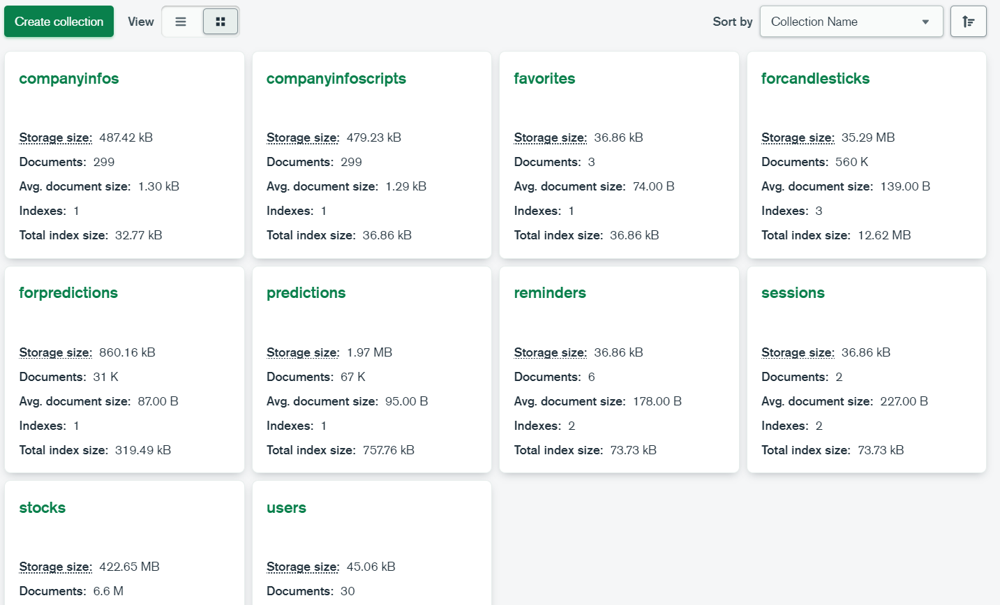 Create collection View Sort by Collection Name
companyinfos companyinfoscripts favorites forcandlesticks
Storage size: 487.42 kB Storage size: 479.23 kB Storage size: 36.86 kB Storage size: 35.29 MB
Documents: 299 Documents: 299 Documents: 3 Documents: 560 K
Avg. document size: 1.30 kB Avg. document size: 1.29 kB Avg. document size: 74.00 B Avg. document size: 139.00 B
Indexes: 1 Indexes: 1 Indexes: 1 Indexes: 3
Total index size: 32.77 kB Total index size: 36.86 kB Total index size: 36.86 kB Total index size: 12.62 MB
forpredictions predictions reminders sessions
Storage size: 860.16 kB Storage size: 1.97 MB Storage size: 36.86 kB Storage size: 36.86 kB
Documents: 31 K Documents: 67 K Documents: 6 Documents: 2
Avg. document size: 87.00 B Avg. document size: 95.00 B Avg. document size: 178.00 B Avg. document size: 227.00 B
Indexes: 1 Indexes: 1 Indexes: 2 Indexes: 2
Total index size: 319.49 kB Total index size: 757.76 kB Total index size: 73.73 kB Total index size: 73.73 kB
stocks users
Storage size: 422.65 MB Storage size: 45.06 kB
Documents: 6.6 M Documents: 30